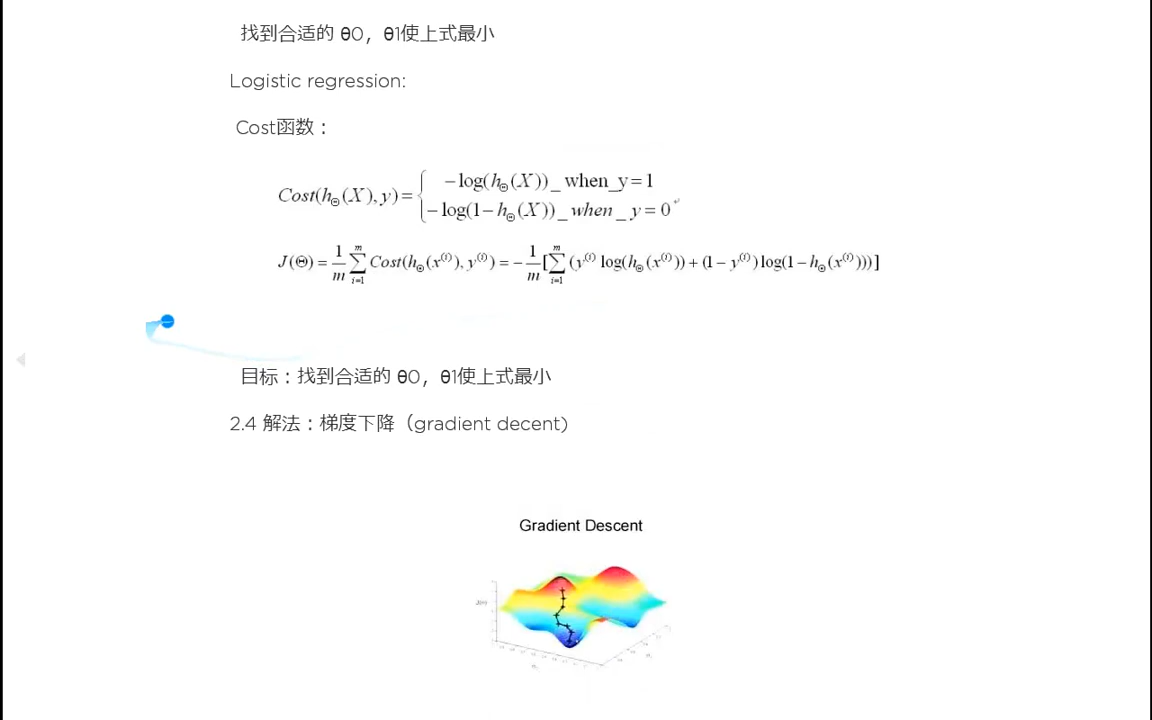 找到合适的 θ0，θ1使上式最小
Logistic regression:
Cost函数：
Cost(h_Θ(X), y) = { −log(h_Θ(X))_ when_y = 1
−log(1− h_Θ(X))_ when _ y = 0
J(Θ) = 1/m ∑_{i=1}^{m} Cost(h_Θ(x^(i)), y^(i)) = − 1/m [∑_{i=1}^{m} (y^(i) log(h_Θ(x^(i))) + (1− y^(i)) log(1− h_Θ(x^(i))))]
目标：找到合适的 θ0，θ1使上式最小
2.4 解法：梯度下降（gradient decent)
Gradient Descent